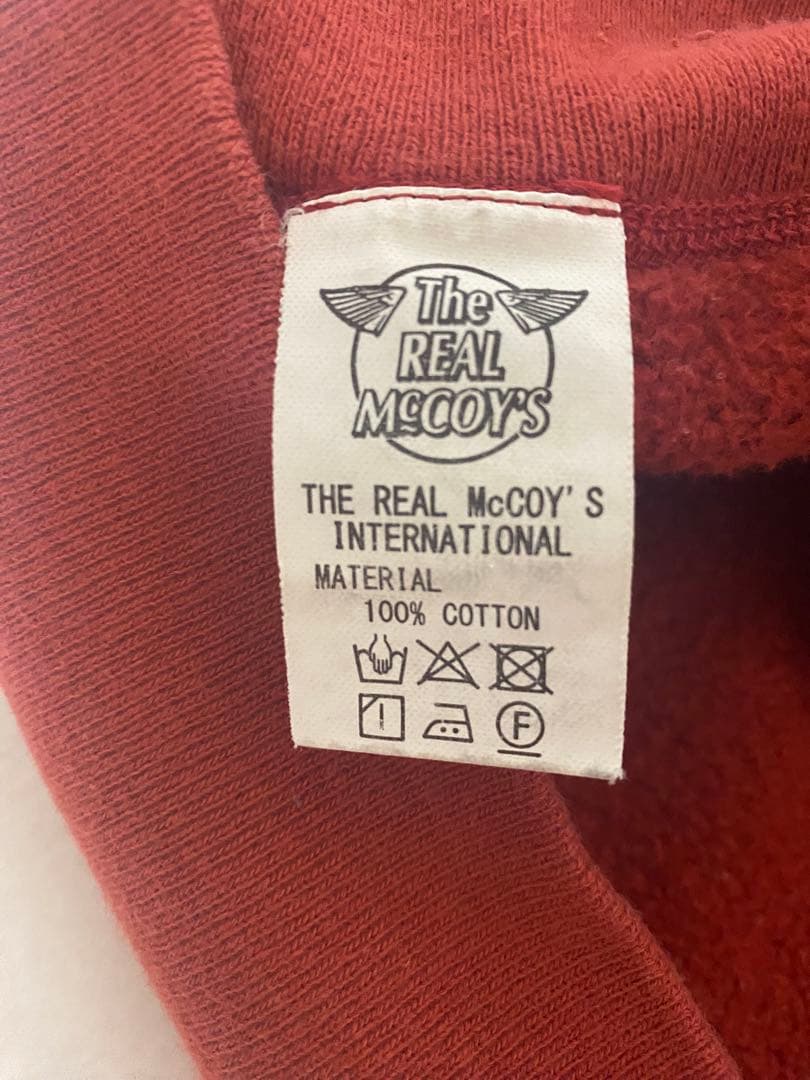 The
REAL
McCOY'S
THE REAL McCOY'S
INTERNATIONAL
MATERIAL
100% COTTON
F